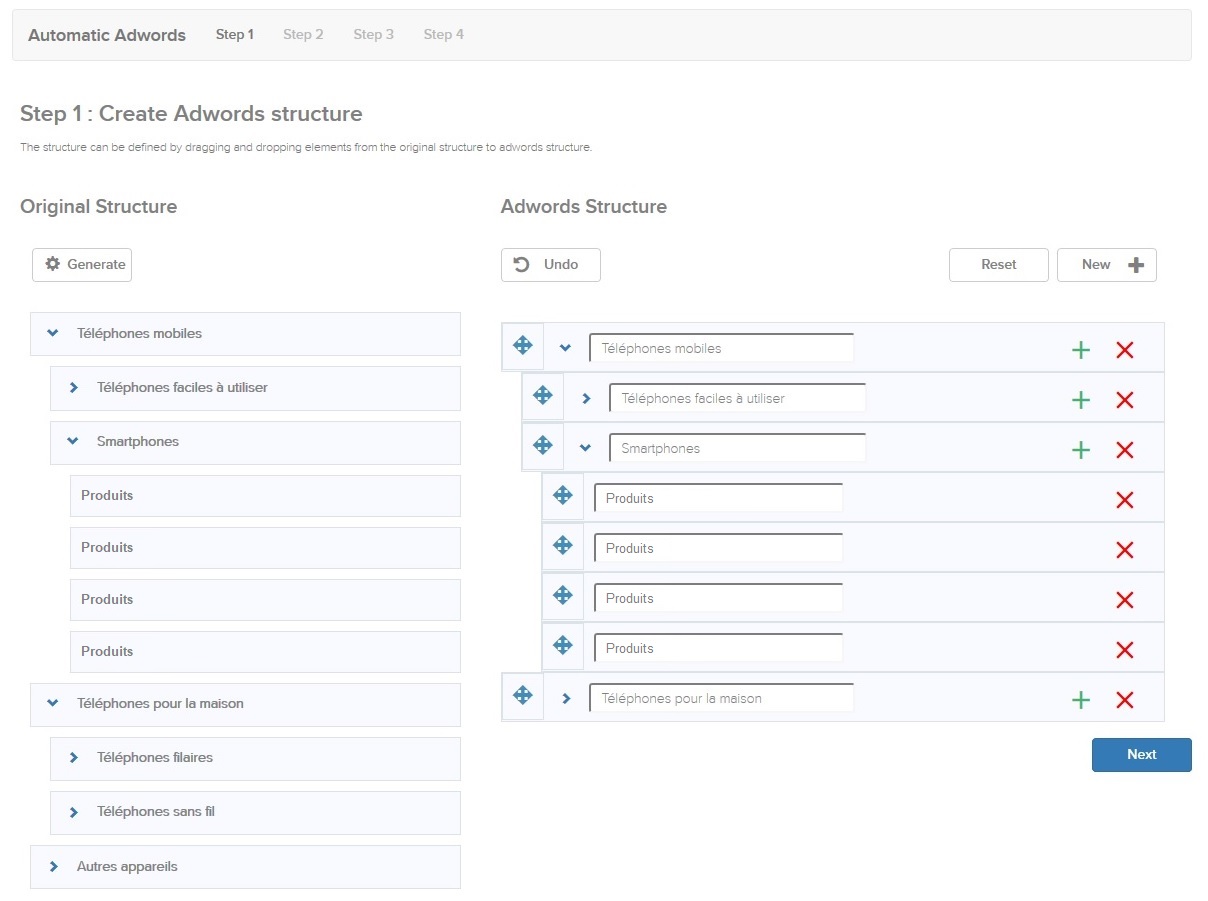 Automatic Adwords Step 1 Step 2 Step 3 Step 4
Step 1 : Create Adwords structure
The structure can be defined by dragging and dropping elements from the original structure to adwords structure.
Original Structure
Generate
Téléphones mobiles
Téléphones faciles à utiliser
Smartphones
Produits
Produits
Produits
Produits
Téléphones pour la maison
Téléphones filaires
Téléphones sans fil
Autres appareils
Adwords Structure
Undo Reset New
Téléphones mobiles
Téléphones faciles à utiliser
Smartphones
Produits
Produits
Produits
Produits
Téléphones pour la maison
Next